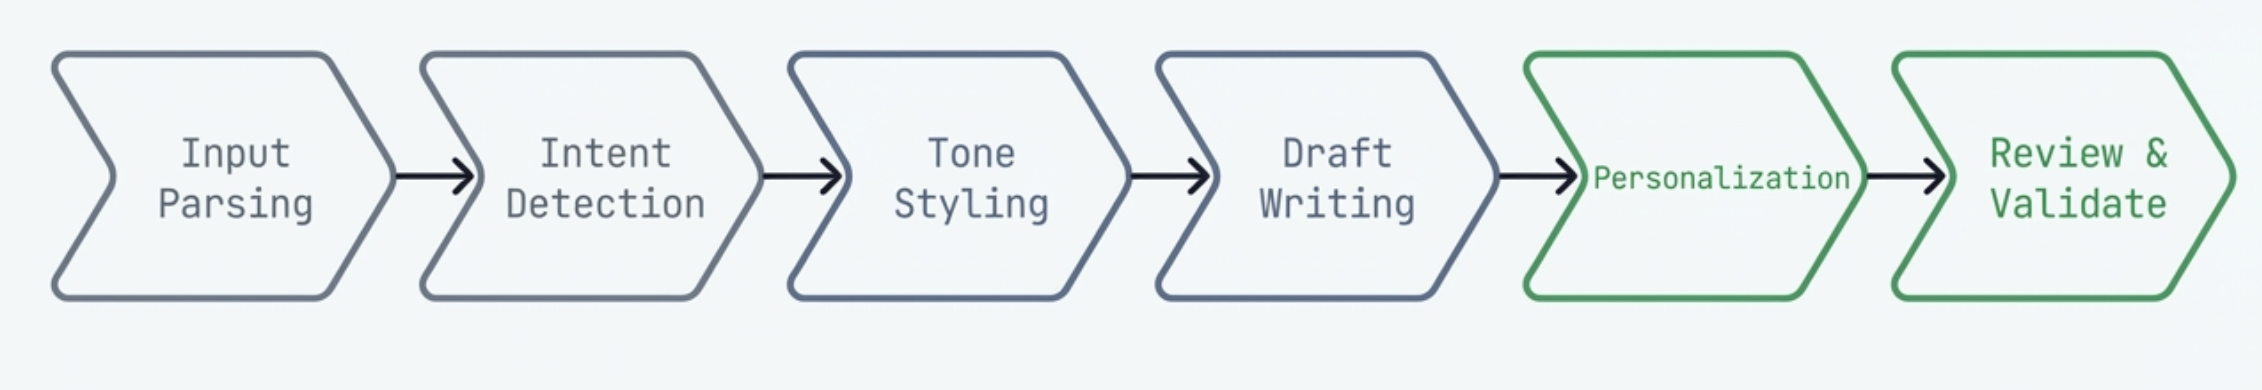 Input
Parsing
Intent
Detection
Tone
Styling
Draft
Writing
Personalization
Review &
Validate